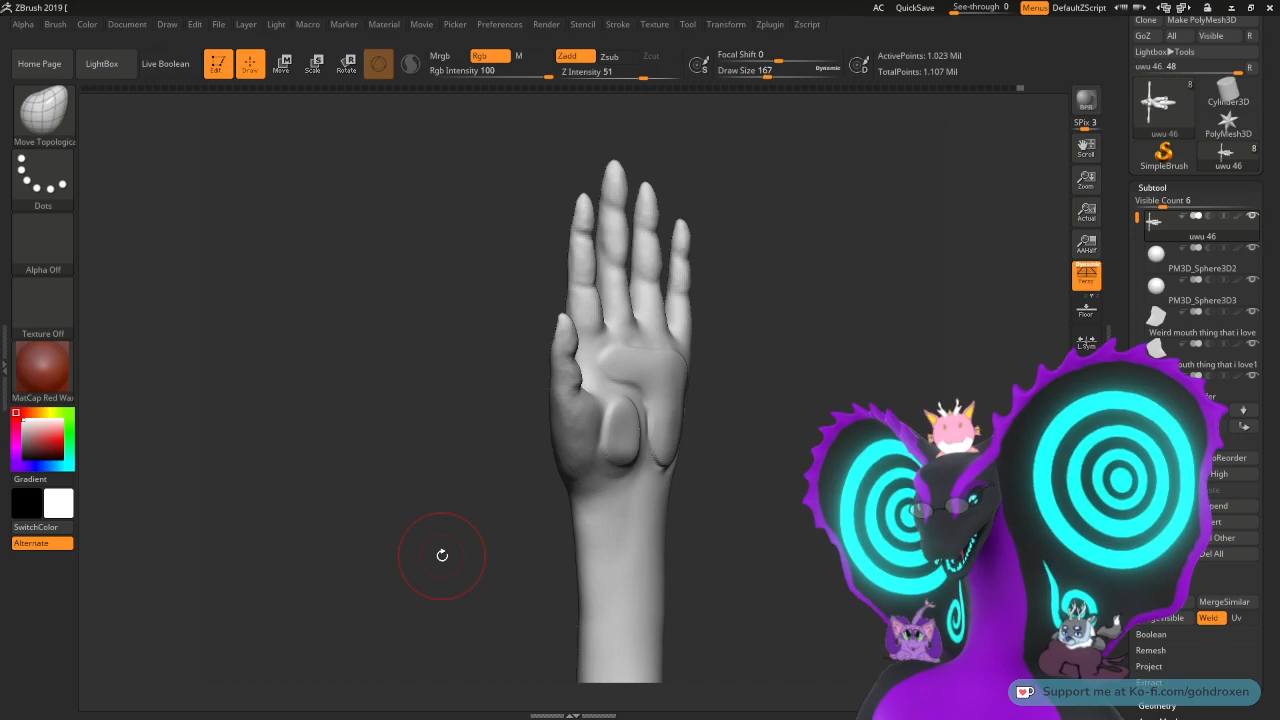 ZBrush 2019 [
AC QuickSave See-through 0 Menus DefaultZScript
Alpha Brush Color Document Draw Edit File Layer Light Macro Marker Material Movie Picker Preferences Render Stencil Stroke Texture Tool Transform Zplugin Zscript
Home Page LightBox Live Boolean Edit Draw Move Scale Rotate
Mrgb Rgb M Zadd Zsub Zcut
Rgb Intensity 100 Z Intensity 51
Focal Shift 0
Draw Size 167 Dynamic
ActivePoints: 1.023 Mil
TotalPoints: 1.107 Mil
Clone Make PolyMesh3D
GoZ All Visible R
Lightbox▶Tools
uwu 46. 48 R
8
uwu 46
Cylinder3D
PolyMesh3D
SimpleBrush
8
uwu 46
Subtool
Visible Count 6
uwu 46
PM3D_Sphere3D2
PM3D_Sphere3D3
Weird mouth thing that i love
outh thing that i love1
Move Topologica
Dots
Alpha Off
Texture Off
MatCap Red Wax
Gradient
SwitchColor
Alternate
BPR
SPix 3
Scroll
Zoom
Actual
AAHalf
Dynamic
Persp
Floor
L.Sym
Del All
MergeSimilar
Weld Uv
Boolean
Remesh
Project
Extract
Support me at Ko-fi.com/gohdroxen
Geometry